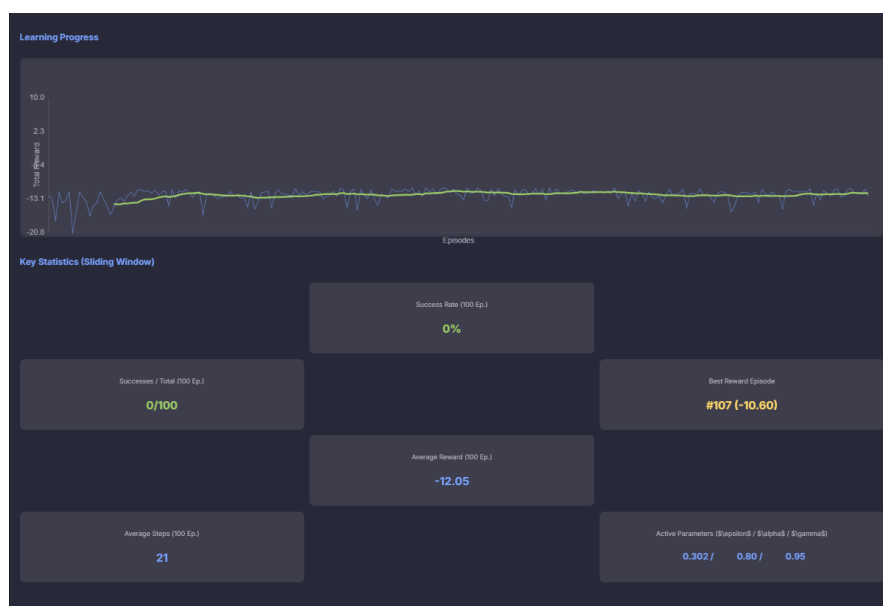 Learning Progress
10.0
2.3
Total Reward
-13.1
-20.8
Episodes
Key Statistics (Sliding Window)
Success Rate (100 Ep.)
0%
Successes / Total (100 Ep.)
0/100
Best Reward Episode
#107 (-10.60)
Average Reward (100 Ep.)
-12.05
Average Steps (100 Ep.)
21
Active Parameters ($\epsilon$ / $\alpha$ / $\gamma$)
0.302 / 0.80 / 0.95